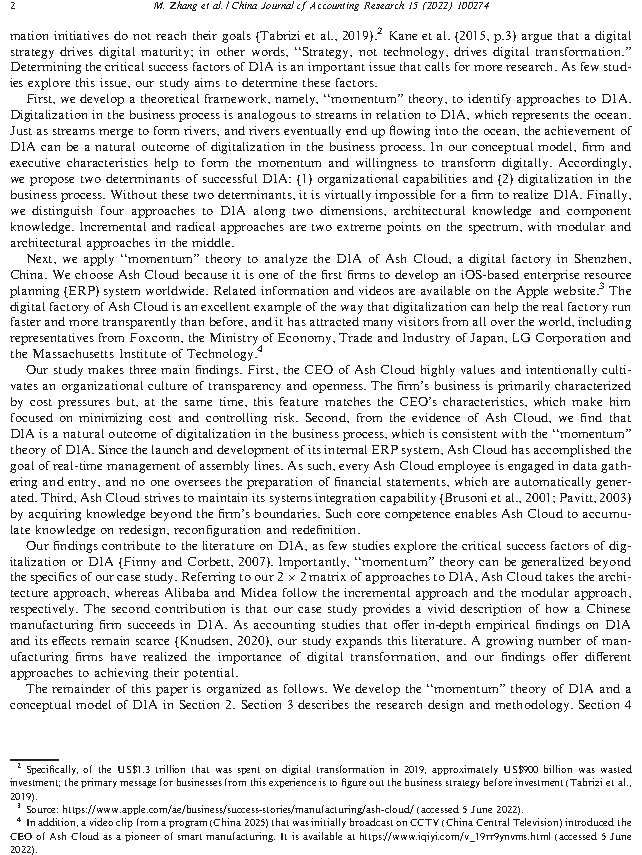 2 M. Zhang et al. / China Journal of Accounting Research 15 (2022) 100274
mation initiatives do not reach their goals (Tabrizi et al., 2019).2 Kane et al. (2015, p.3) argue that a digital
strategy drives digital maturity; in other words, “Strategy, not technology, drives digital transformation.”
Determining the critical success factors of DIA is an important issue that calls for more research. As few stud-
ies explore this issue, our study aims to determine these factors.
First, we develop a theoretical framework, namely, “momentum” theory, to identify approaches to DIA.
Digitalization in the business process is analogous to streams in relation to DIA, which represents the ocean.
Just as streams merge to form rivers, and rivers eventually end up flowing into the ocean, the achievement of
DIA can be a natural outcome of digitalization in the business process. In our conceptual model, firm and
executive characteristics help to form the momentum and willingness to transform digitally. Accordingly,
we propose two determinants of successful DIA: (1) organizational capabilities and (2) digitalization in the
business process. Without these two determinants, it is virtually impossible for a firm to realize DIA. Finally,
we distinguish four approaches to DIA along two dimensions, architectural knowledge and component
knowledge. Incremental and radical approaches are two extreme points on the spectrum, with modular and
architectural approaches in the middle.
Next, we apply “momentum” theory to analyze the DIA of Ash Cloud, a digital factory in Shenzhen,
China. We choose Ash Cloud because it is one of the first firms to develop an iOS-based enterprise resource
planning (ERP) system worldwide. Related information and videos are available on the Apple website.3 The
digital factory of Ash Cloud is an excellent example of the way that digitalization can help the real factory run
faster and more transparently than before, and it has attracted many visitors from all over the world, including
representatives from Foxconn, the Ministry of Economy, Trade and Industry of Japan, LG Corporation and
the Massachusetts Institute of Technology.4
Our study makes three main findings. First, the CEO of Ash Cloud highly values and intentionally culti-
vates an organizational culture of transparency and openness. The firm’s business is primarily characterized
by cost pressures but, at the same time, this feature matches the CEO’s characteristics, which make him
focused on minimizing cost and controlling risk. Second, from the evidence of Ash Cloud, we find that
DIA is a natural outcome of digitalization in the business process, which is consistent with the “momentum”
theory of DIA. Since the launch and development of its internal ERP system, Ash Cloud has accomplished the
goal of real-time management of assembly lines. As such, every Ash Cloud employee is engaged in data gath-
ering and entry, and no one oversees the preparation of financial statements, which are automatically gener-
ated. Third, Ash Cloud strives to maintain its systems integration capability (Brusoni et al., 2001; Pavitt, 2003)
by acquiring knowledge beyond the firm’s boundaries. Such core competence enables Ash Cloud to accumu-
late knowledge on redesign, reconfiguration and redefinition.
Our findings contribute to the literature on DIA, as few studies explore the critical success factors of dig-
italization or DIA (Finny and Corbett, 2007). Importantly, “momentum” theory can be generalized beyond
the specifics of our case study. Referring to our 2 × 2 matrix of approaches to DIA, Ash Cloud takes the archi-
tecture approach, whereas Alibaba and Midea follow the incremental approach and the modular approach,
respectively. The second contribution is that our case study provides a vivid description of how a Chinese
manufacturing firm succeeds in DIA. As accounting studies that offer in-depth empirical findings on DIA
and its effects remain scarce (Knudsen, 2020), our study expands this literature. A growing number of man-
ufacturing firms have realized the importance of digital transformation, and our findings offer different
approaches to achieving their potential.
The remainder of this paper is organized as follows. We develop the “momentum” theory of DIA and a
conceptual model of DIA in Section 2. Section 3 describes the research design and methodology. Section 4
2 Specifically, of the US$1.3 trillion that was spent on digital transformation in 2019, approximately US$900 billion was wasted
investment; the primary message for businesses from this experience is to figure out the business strategy before investment (Tabrizi et al.,
2019).
3 Source: https://www.apple.com/ae/business/success-stories/manufacturing/ash-cloud/ (accessed 5 June 2022).
4 In addition, a video clip from a program (China 2025) that was initially broadcast on CCTV (China Central Television) introduced the
CEO of Ash Cloud as a pioneer of smart manufacturing. It is available at https://www.iqiyi.com/v_19rr9ynvms.html (accessed 5 June
2022).